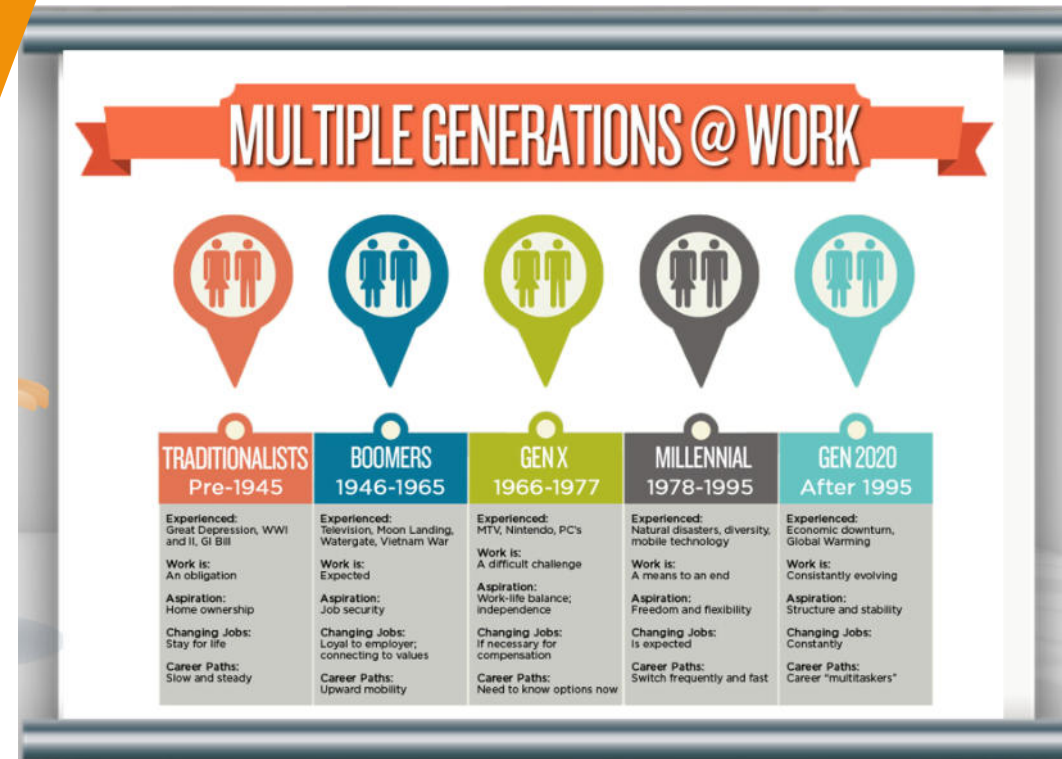 MULTIPLE GENERATIONS @ WORK
TRADITIONALISTS
Pre-1945
Experienced:
Great Depression, WWI
and II, GI Bill
Work is:
An obligation
Aspiration:
Home ownership
Changing Jobs:
Stay for life
Career Paths:
Slow and steady
BOOMERS
1946-1965
Experienced:
Television, Moon Landing,
Watergate, Vietnam War
Work is:
Expected
Aspiration:
Job security
Changing Jobs:
Loyal to employer;
connecting to values
Career Paths:
Upward mobility
GEN X
1966-1977
Experienced:
MTV, Nintendo, PC's
Work is:
A difficult challenge
Aspiration:
Work-life balance;
independence
Changing Jobs:
If necessary for
compensation
Career Paths:
Need to know options now
MILLENNIAL
1978-1995
Experienced:
Natural disasters, diversity,
mobile technology
Work is:
A means to an end
Aspiration:
Freedom and flexibility
Changing Jobs:
Is expected
Career Paths:
Switch frequently and fast
GEN 2020
After 1995
Experienced:
Economic downturn,
Global Warming
Work is:
Consistantly evolving
Aspiration:
Structure and stability
Changing Jobs:
Constantly
Career Paths:
Career "multitaskers"